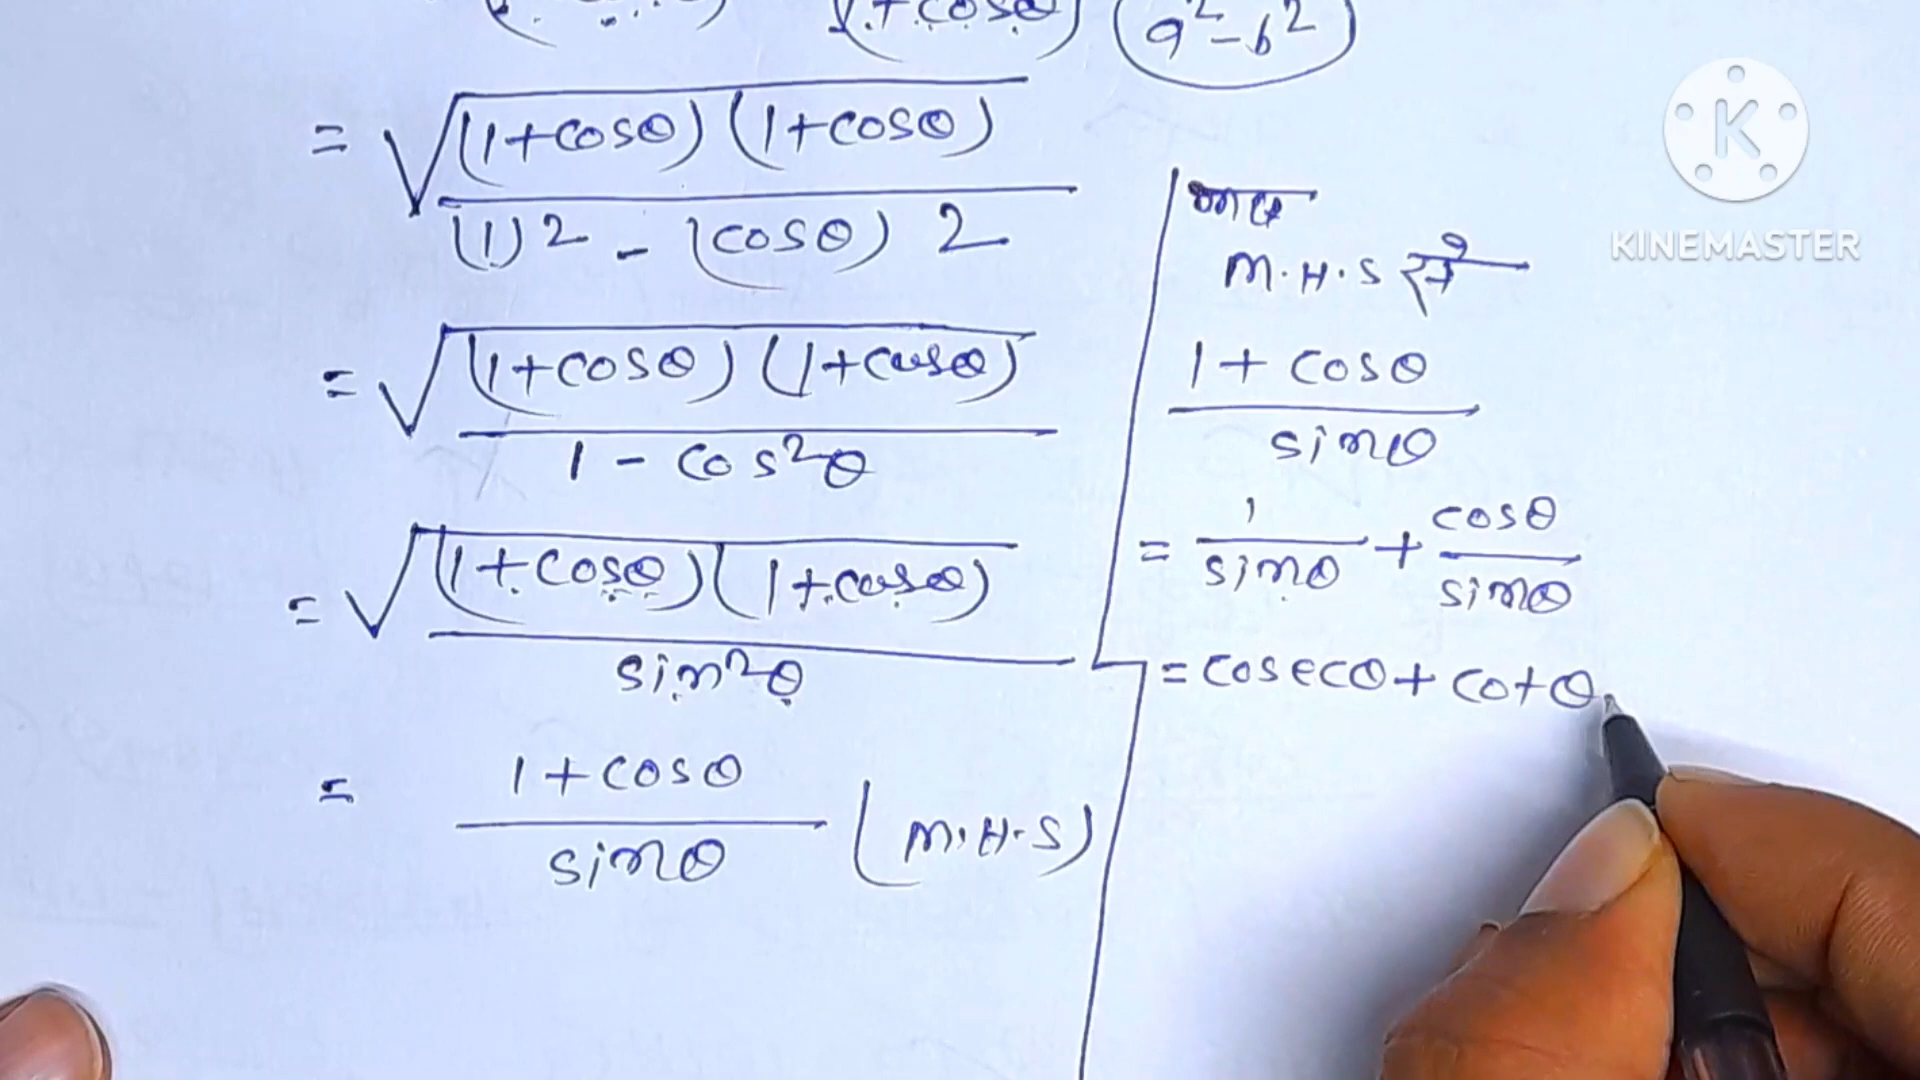 1+cosθ) a²-b²
= √(1+cosθ)(1+cosθ)
(1)2 - (cosθ)2
= √(1+cosθ)(1+cosθ)
1 - cos²θ
= √(1+cosθ)(1+cosθ)
sin²θ
= 1+cosθ
sinθ (M.H.S)
M.H.S से
1 + cosθ
sinθ
= 1/sinθ + cosθ/sinθ
= cosecθ + cotθ
K
KINEMASTER